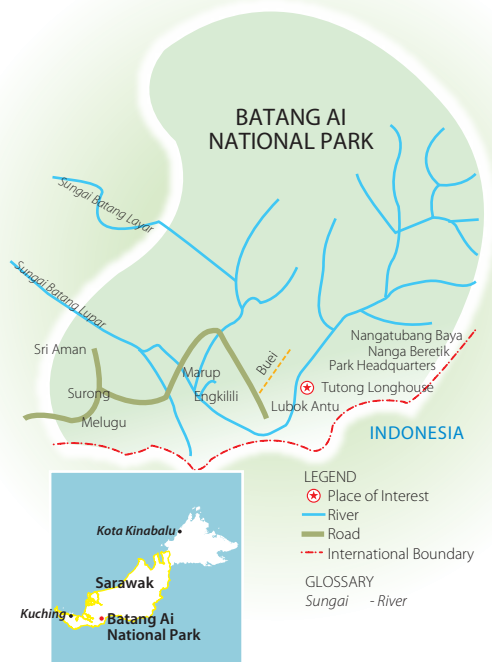 BATANG AI
NATIONAL PARK
Sungai Batang Layar
Sungai Batang Lupar
Sri Aman
Surong
Melugu
Marup
Engkilili
Buei
Lubok Antu
Nangatubang Baya
Nanga Beretik
Park Headquarters
Tutong Longhouse
INDONESIA
LEGEND
Place of Interest
River
Road
International Boundary
GLOSSARY
Sungai - River
Kota Kinabalu
Sarawak
Kuching
Batang Ai
National Park